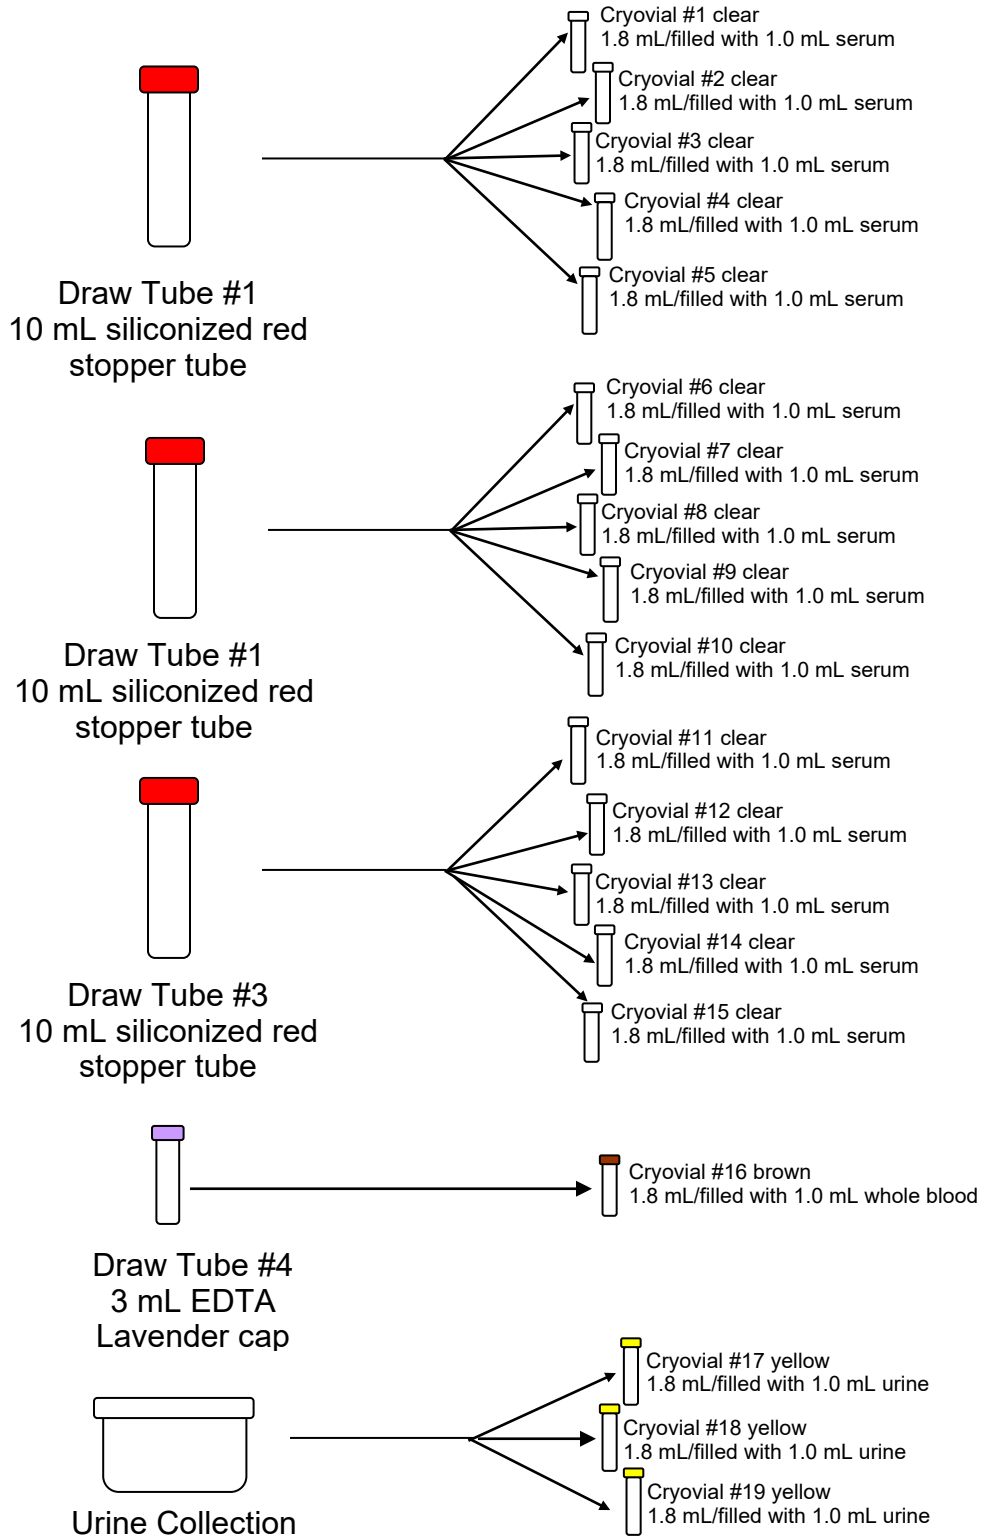 Cryovial #1 clear
1.8 mL/filled with 1.0 mL serum
Cryovial #2 clear
1.8 mL/filled with 1.0 mL serum
Cryovial #3 clear
1.8 mL/filled with 1.0 mL serum
Cryovial #4 clear
1.8 mL/filled with 1.0 mL serum
Cryovial #5 clear
1.8 mL/filled with 1.0 mL serum
Draw Tube #1
10 mL siliconized red
stopper tube
Cryovial #6 clear
1.8 mL/filled with 1.0 mL serum
Cryovial #7 clear
1.8 mL/filled with 1.0 mL serum
Cryovial #8 clear
1.8 mL/filled with 1.0 mL serum
Cryovial #9 clear
1.8 mL/filled with 1.0 mL serum
Cryovial #10 clear
1.8 mL/filled with 1.0 mL serum
Draw Tube #1
10 mL siliconized red
stopper tube
Cryovial #11 clear
1.8 mL/filled with 1.0 mL serum
Cryovial #12 clear
1.8 mL/filled with 1.0 mL serum
Cryovial #13 clear
1.8 mL/filled with 1.0 mL serum
Cryovial #14 clear
1.8 mL/filled with 1.0 mL serum
Cryovial #15 clear
1.8 mL/filled with 1.0 mL serum
Draw Tube #3
10 mL siliconized red
stopper tube
Cryovial #16 brown
1.8 mL/filled with 1.0 mL whole blood
Draw Tube #4
3 mL EDTA
Lavender cap
Cryovial #17 yellow
1.8 mL/filled with 1.0 mL urine
Cryovial #18 yellow
1.8 mL/filled with 1.0 mL urine
Cryovial #19 yellow
1.8 mL/filled with 1.0 mL urine
Urine Collection